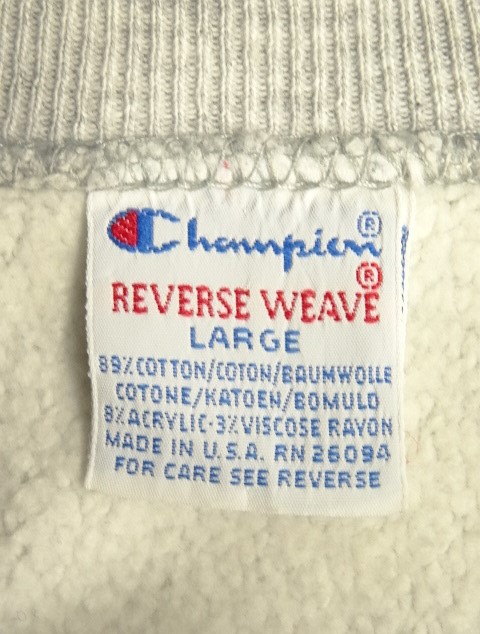 Champion®
REVERSE WEAVE®
LARGE
89% COTTON/COTON/BAUMWOLLE
COTONE/KATOEN/BOMULD
8% ACRYLIC-3% VISCOSE RAYON
MADE IN U.S.A. RN 26094
FOR CARE SEE REVERSE